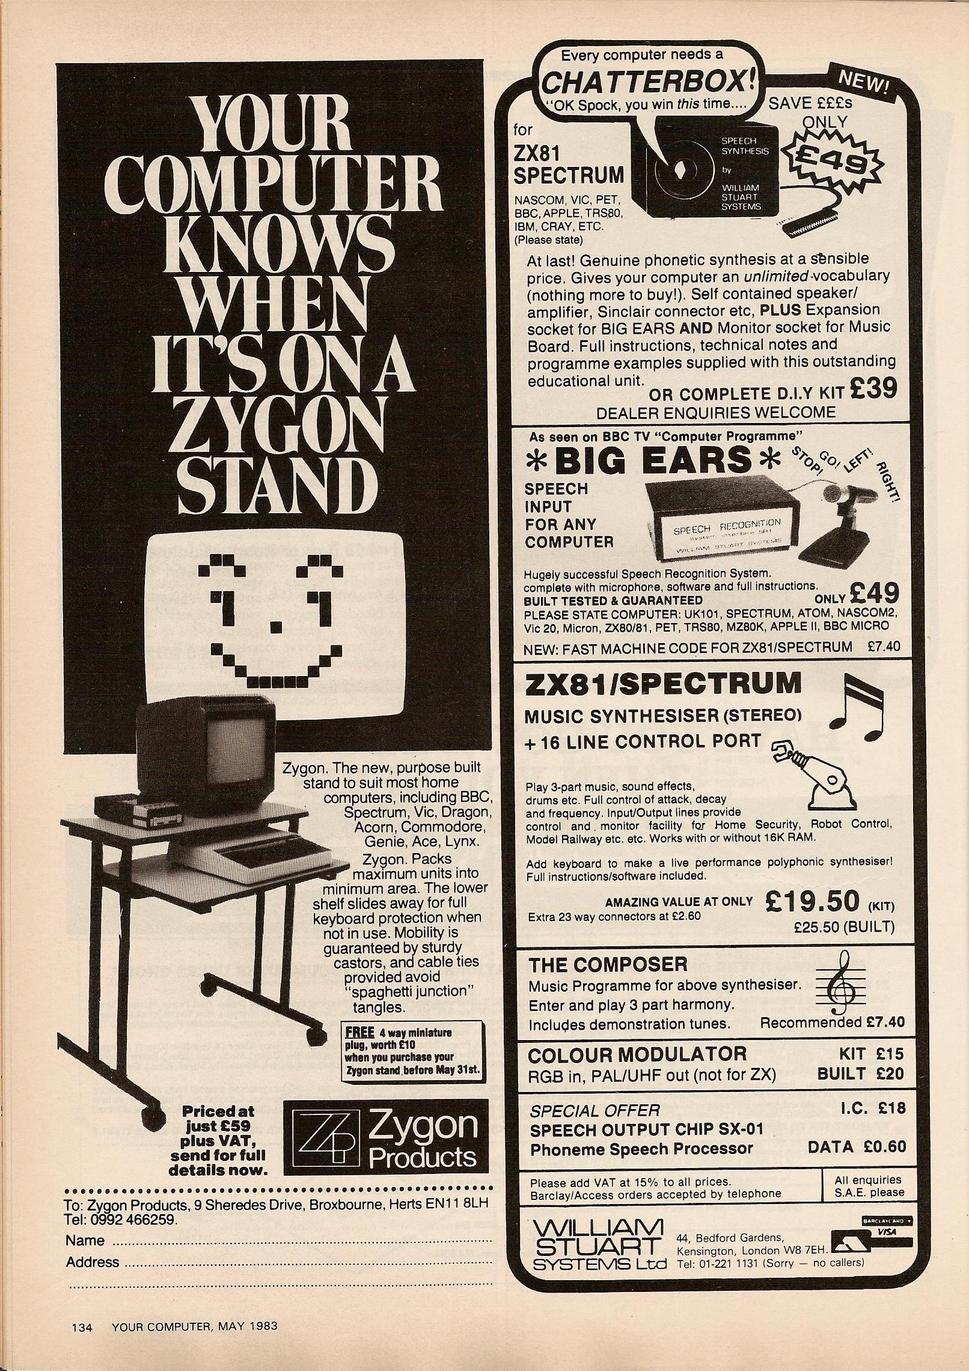 YOUR
COMPUTER
KNOWS
WHEN
IT'S ON A
ZYGON
STAND
Zygon. The new, purpose built
stand to suit most home
computers, including BBC,
Spectrum, Vic, Dragon,
Acorn, Commodore,
Genie, Ace, Lynx.
Zygon. Packs
maximum units into
minimum area. The lower
shelf slides away for full
keyboard protection when
not in use. Mobility is
guaranteed by sturdy
castors, and cable ties
provided avoid
"spaghetti junction"
tangles.
FREE 4 way miniature
plug, worth £10
when you purchase your
Zygon stand before May 31st.
Priced at
just £59
plus VAT,
send for full
details now.
ZP
Zygon
Products
To: Zygon Products, 9 Sheredes Drive, Broxbourne, Herts EN11 8LH
Tel: 0992 466259.
Name
Address
Every computer needs a
CHATTERBOX!
"OK Spock, you win this time....
NEW!
SAVE £££s
ONLY
£49
for
ZX81
SPECTRUM
NASCOM, VIC, PET,
BBC, APPLE, TRS80,
IBM, CRAY, ETC.
(Please state)
SPEECH
SYNTHESIS
by
WILLIAM
STUART
SYSTEMS
At last! Genuine phonetic synthesis at a sensible
price. Gives your computer an unlimited vocabulary
(nothing more to buy!). Self contained speaker/
amplifier, Sinclair connector etc, PLUS Expansion
socket for BIG EARS AND Monitor socket for Music
Board. Full instructions, technical notes and
programme examples supplied with this outstanding
educational unit.
OR COMPLETE D.I.Y KIT £39
DEALER ENQUIRIES WELCOME
As seen on BBC TV "Computer Programme"
*BIG EARS*
STOP! GO! LEFT! RIGHT!
SPEECH
INPUT
FOR ANY
COMPUTER
SPEECH RECOGNITION
WILLIAM STUART SYSTEMS
Hugely successful Speech Recognition System,
complete with microphone, software and full instructions.
BUILT TESTED & GUARANTEED ONLY £49
PLEASE STATE COMPUTER: UK101, SPECTRUM, ATOM, NASCOM2,
Vic 20, Micron, ZX80/81, PET, TRS80, MZ80K, APPLE II, BBC MICRO
NEW: FAST MACHINE CODE FOR ZX81/SPECTRUM £7.40
ZX81/SPECTRUM
MUSIC SYNTHESISER (STEREO)
+ 16 LINE CONTROL PORT
Play 3-part music, sound effects,
drums etc. Full control of attack, decay
and frequency. Input/Output lines provide
control and monitor facility for Home Security, Robot Control,
Model Railway etc. etc. Works with or without 16K RAM.
Add keyboard to make a live performance polyphonic synthesiser!
Full instructions/software included.
AMAZING VALUE AT ONLY £19.50 (KIT)
Extra 23 way connectors at £2.60
£25.50 (BUILT)
THE COMPOSER
Music Programme for above synthesiser.
Enter and play 3 part harmony.
Includes demonstration tunes. Recommended £7.40
COLOUR MODULATOR KIT £15
RGB in, PAL/UHF out (not for ZX) BUILT £20
SPECIAL OFFER I.C. £18
SPEECH OUTPUT CHIP SX-01
Phoneme Speech Processor DATA £0.60
Please add VAT at 15% to all prices.
Barclay/Access orders accepted by telephone
All enquiries
S.A.E. please
WILLIAM
STUART
SYSTEMS Ltd
44, Bedford Gardens,
Kensington, London W8 7EH.
Tel: 01-221 1131 (Sorry — no callers)
BARCLAYCARD
VISA
134 YOUR COMPUTER, MAY 1983